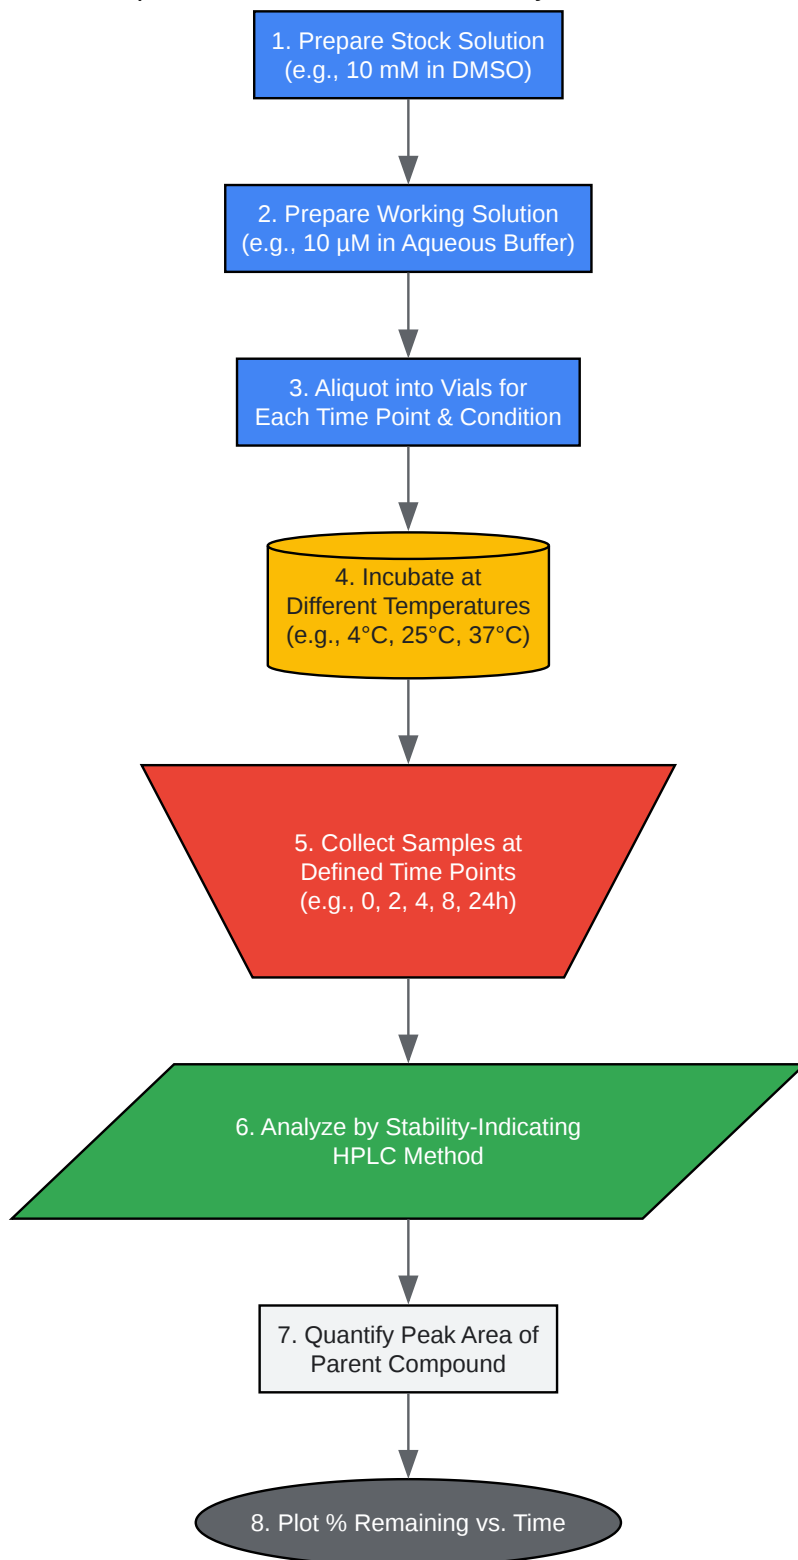 1. Prepare Stock Solution
(e.g., 10 mM in DMSO)
2. Prepare Working Solution
(e.g., 10 µM in Aqueous Buffer)
3. Aliquot into Vials for
Each Time Point & Condition
4. Incubate at
Different Temperatures
(e.g., 4°C, 25°C, 37°C)
5. Collect Samples at
Defined Time Points
(e.g., 0, 2, 4, 8, 24h)
6. Analyze by Stability-Indicating
HPLC Method
7. Quantify Peak Area of
Parent Compound
8. Plot % Remaining vs. Time